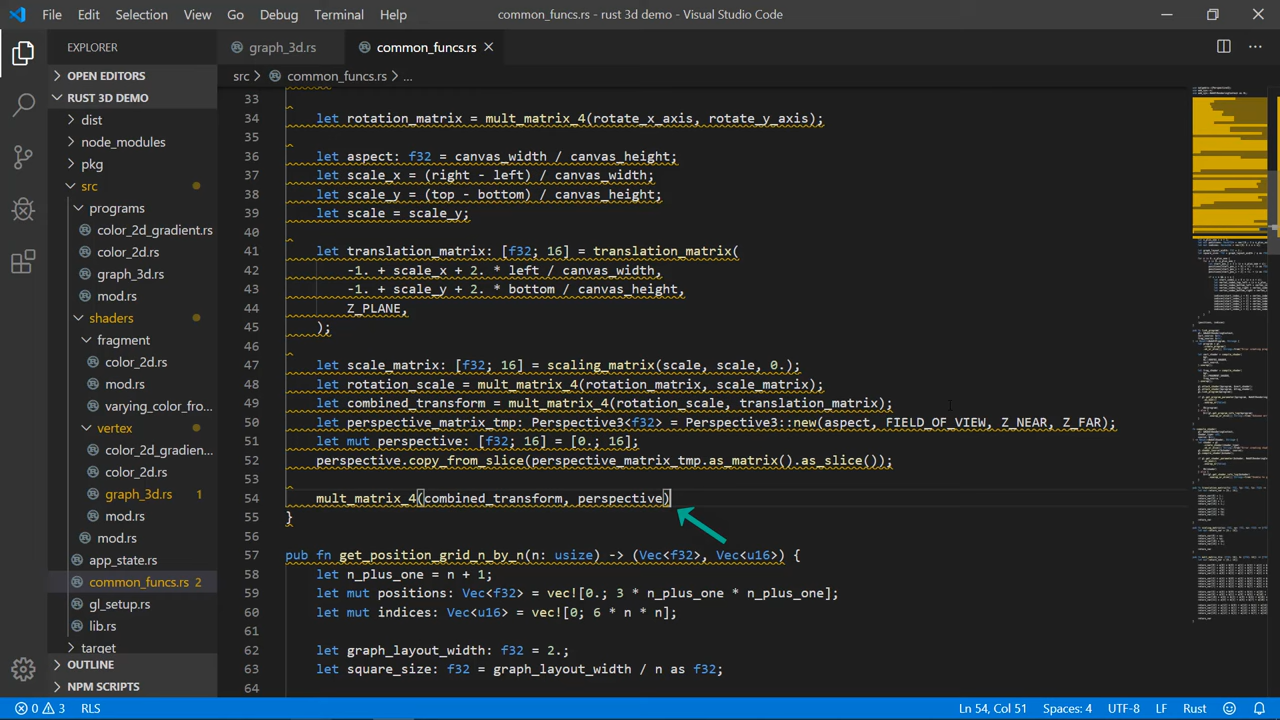 File Edit Selection View Go Debug Terminal Help common_funcs.rs - rust 3d demo - Visual Studio Code
EXPLORER graph_3d.rs common_funcs.rs
OPEN EDITORS src common_funcs.rs ...
RUST 3D DEMO
dist
node_modules
pkg
src
programs
color_2d_gradient.rs
color_2d.rs
graph_3d.rs
mod.rs
shaders
fragment
color_2d.rs
mod.rs
varying_color_fro...
vertex
color_2d_gradien...
color_2d.rs
graph_3d.rs 1
mod.rs
mod.rs
app_state.rs
common_funcs.rs 2
gl_setup.rs
lib.rs
target
OUTLINE
NPM SCRIPTS
33
34 let rotation_matrix = mult_matrix_4(rotate_x_axis, rotate_y_axis);
35
36 let aspect: f32 = canvas_width / canvas_height;
37 let scale_x = (right - left) / canvas_width;
38 let scale_y = (top - bottom) / canvas_height;
39 let scale = scale_y;
40
41 let translation_matrix: [f32; 16] = translation_matrix(
42 -1. + scale_x + 2. * left / canvas_width,
43 -1. + scale_y + 2. * bottom / canvas_height,
44 Z_PLANE,
45 );
46
47 let scale_matrix: [f32; 16] = scaling_matrix(scale, scale, 0.);
48 let rotation_scale = mult_matrix_4(rotation_matrix, scale_matrix);
49 let combined_transform = mult_matrix_4(rotation_scale, translation_matrix);
50 let perspective_matrix_tmp: Perspective3<f32> = Perspective3::new(aspect, FIELD_OF_VIEW, Z_NEAR, Z_FAR);
51 let mut perspective: [f32; 16] = [0.; 16];
52 perspective.copy_from_slice(perspective_matrix_tmp.as_matrix().as_slice());
53
54 mult_matrix_4(combined_transform, perspective)
55 }
56
57 pub fn get_position_grid_n_by_n(n: usize) -> (Vec<f32>, Vec<u16>) {
58 let n_plus_one = n + 1;
59 let mut positions: Vec<f32> = vec![0.; 3 * n_plus_one * n_plus_one];
60 let mut indices: Vec<u16> = vec![0; 6 * n * n];
61
62 let graph_layout_width: f32 = 2.;
63 let square_size: f32 = graph_layout_width / n as f32;
64
0 3 RLS Ln 54, Col 51 Spaces: 4 UTF-8 LF Rust